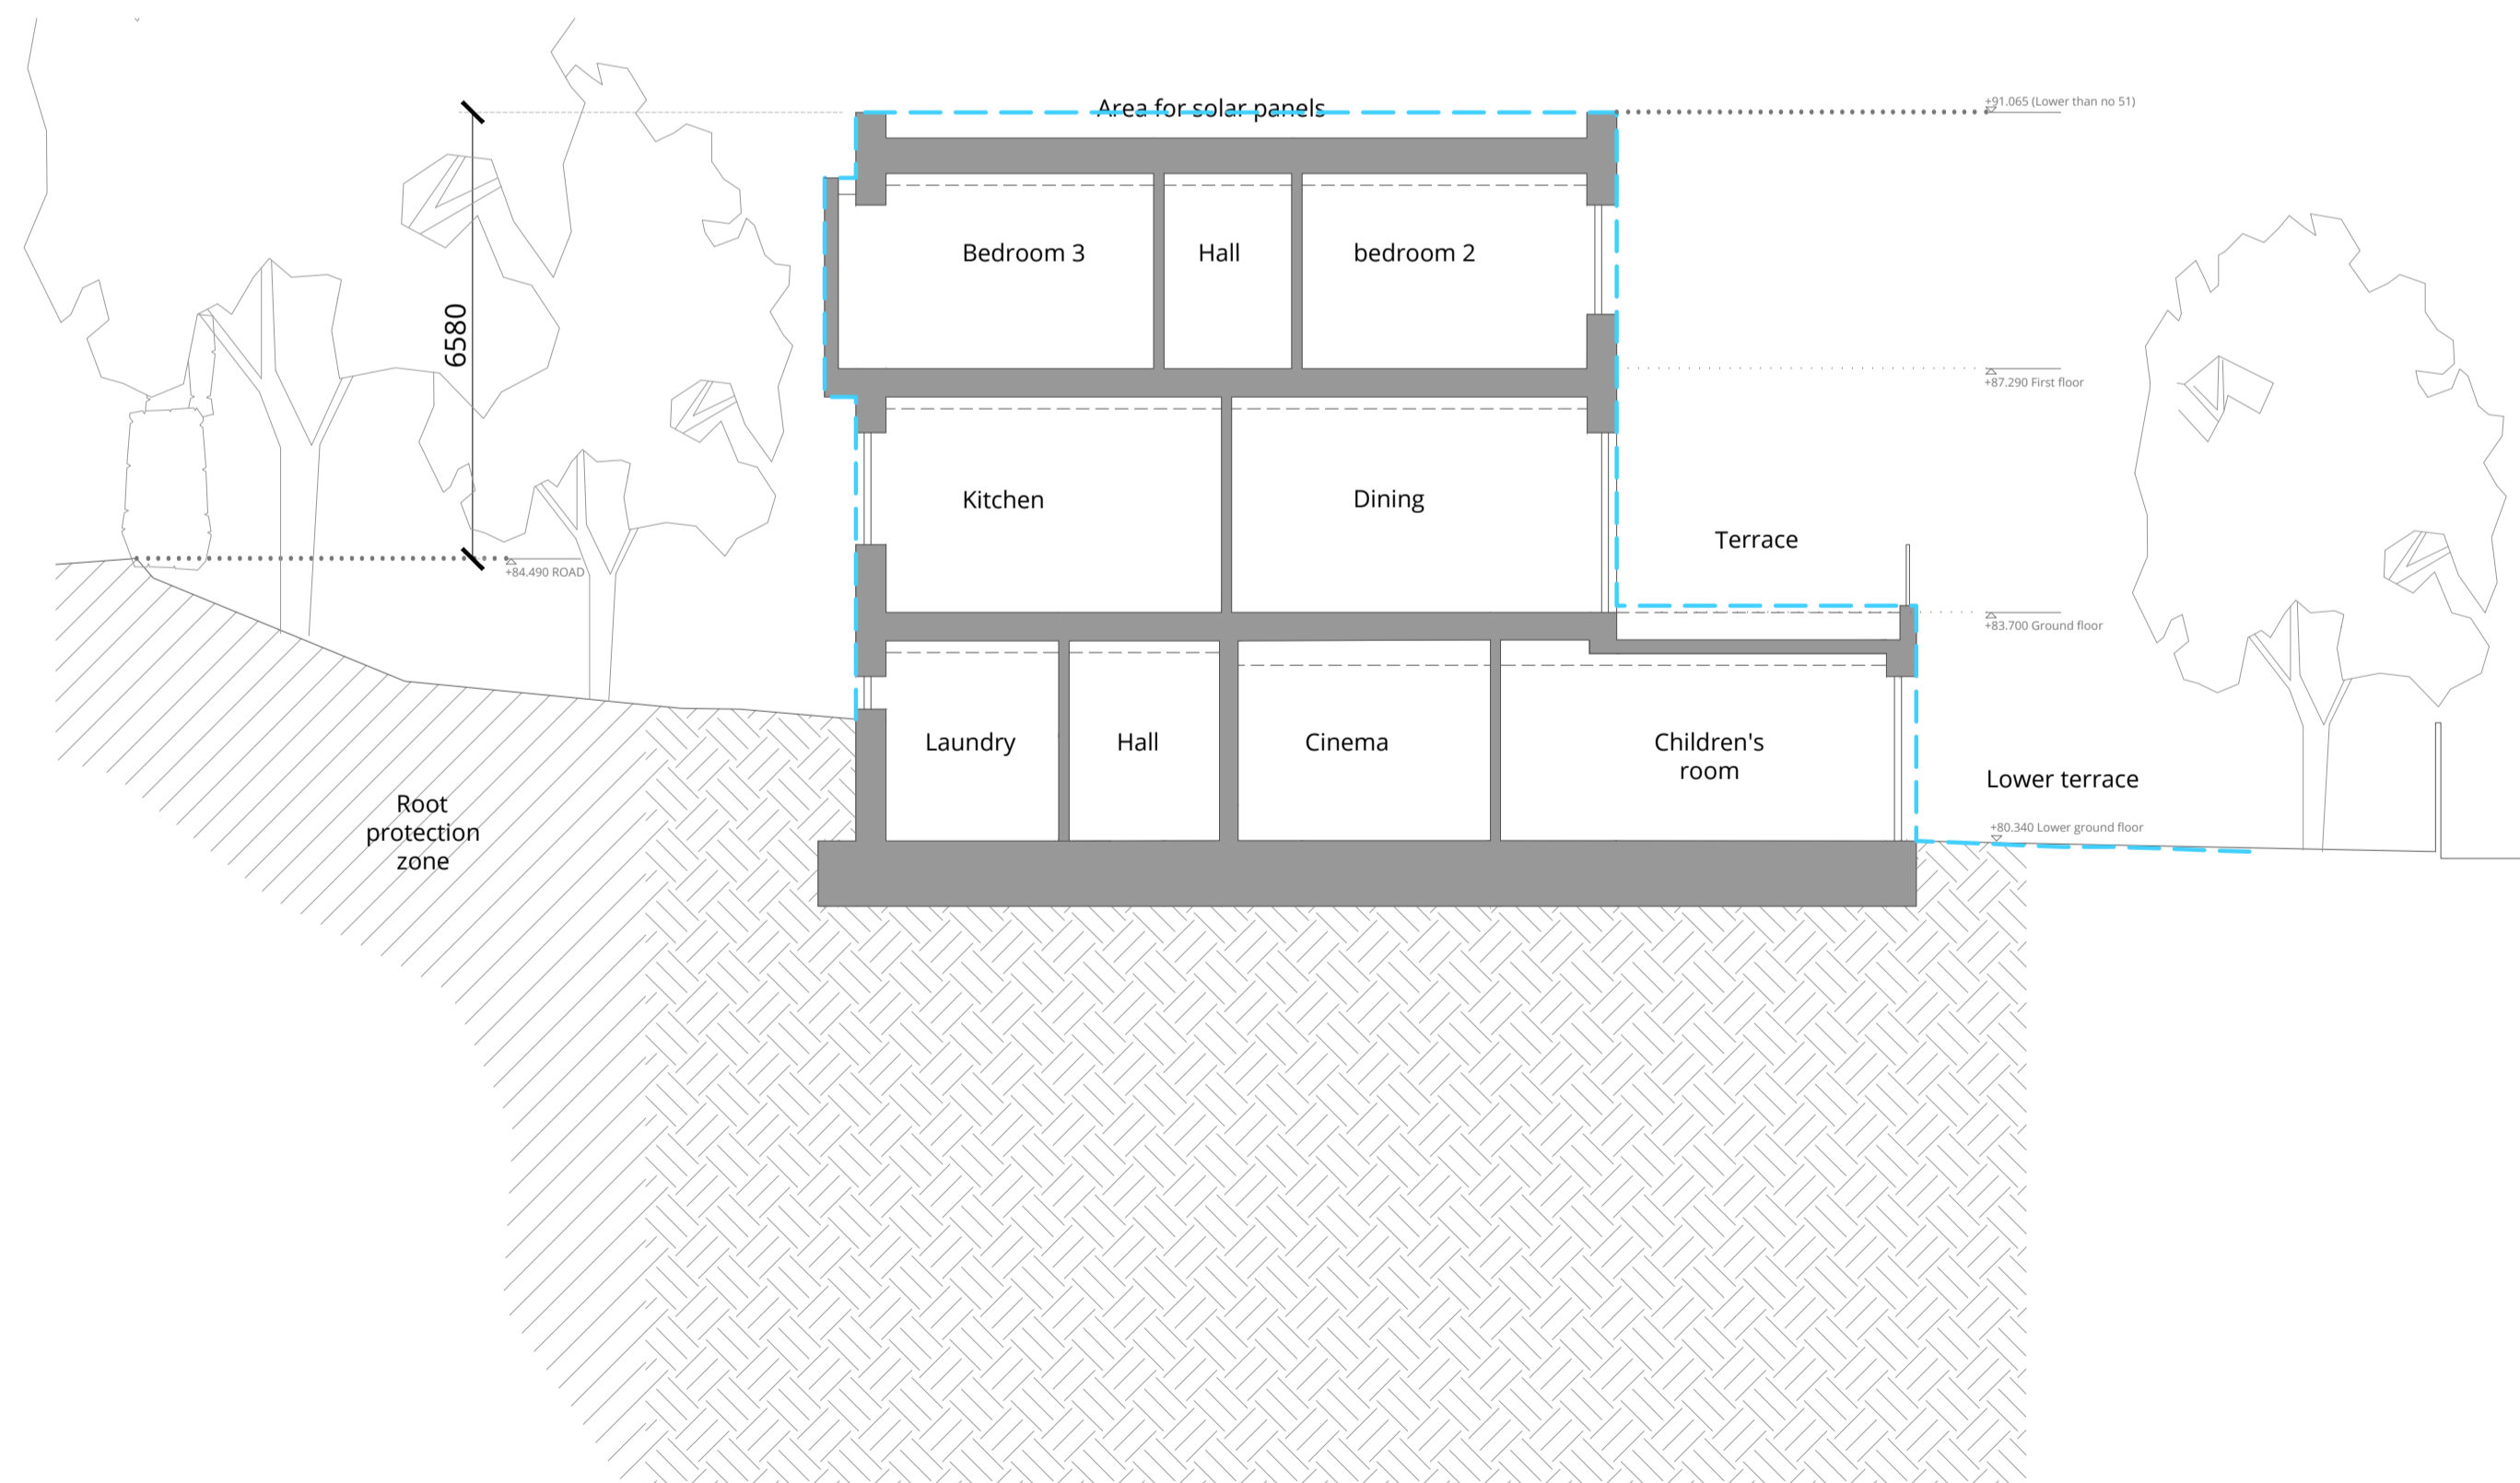 Area for solar panels
+91.065 (Lower than no 51)
Bedroom 3
Hall
bedroom 2
6580
+87.290 First floor
Kitchen
Dining
Terrace
+84.490 ROAD
+83.700 Ground floor
Laundry
Hall
Cinema
Children's
room
Lower terrace
Root
protection
zone
+80.340 Lower ground floor